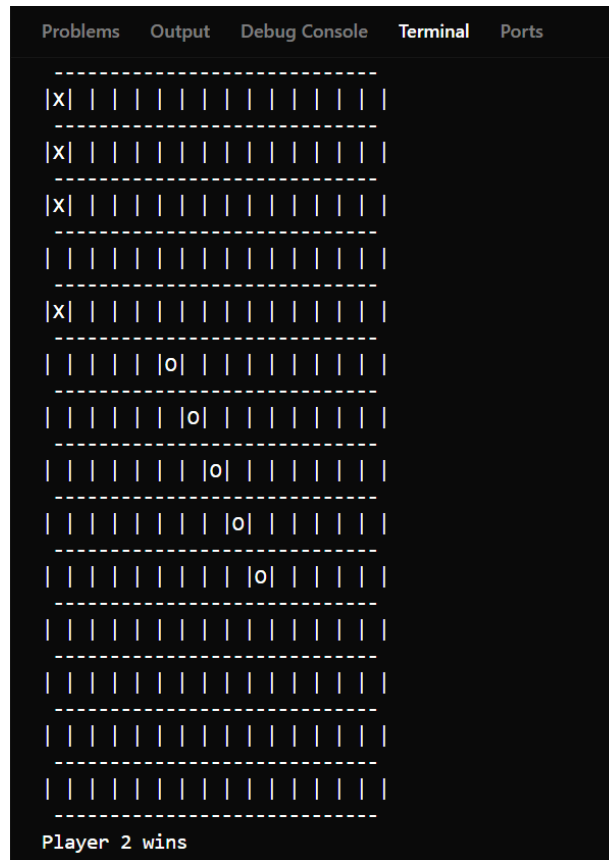 Problems Output Debug Console Terminal Ports
 -----------------------------
|x| | | | | | | | | | | | | | |
 -----------------------------
|x| | | | | | | | | | | | | | |
 -----------------------------
|x| | | | | | | | | | | | | | |
 -----------------------------
| | | | | | | | | | | | | | | |
 -----------------------------
|x| | | | | | | | | | | | | | |
 -----------------------------
| | | | | |o| | | | | | | | | |
 -----------------------------
| | | | | | |o| | | | | | | | |
 -----------------------------
| | | | | | | |o| | | | | | | |
 -----------------------------
| | | | | | | | |o| | | | | | |
 -----------------------------
| | | | | | | | | |o| | | | | |
 -----------------------------
| | | | | | | | | | | | | | | |
 -----------------------------
| | | | | | | | | | | | | | | |
 -----------------------------
| | | | | | | | | | | | | | | |
 -----------------------------
| | | | | | | | | | | | | | | |
 -----------------------------
Player 2 wins